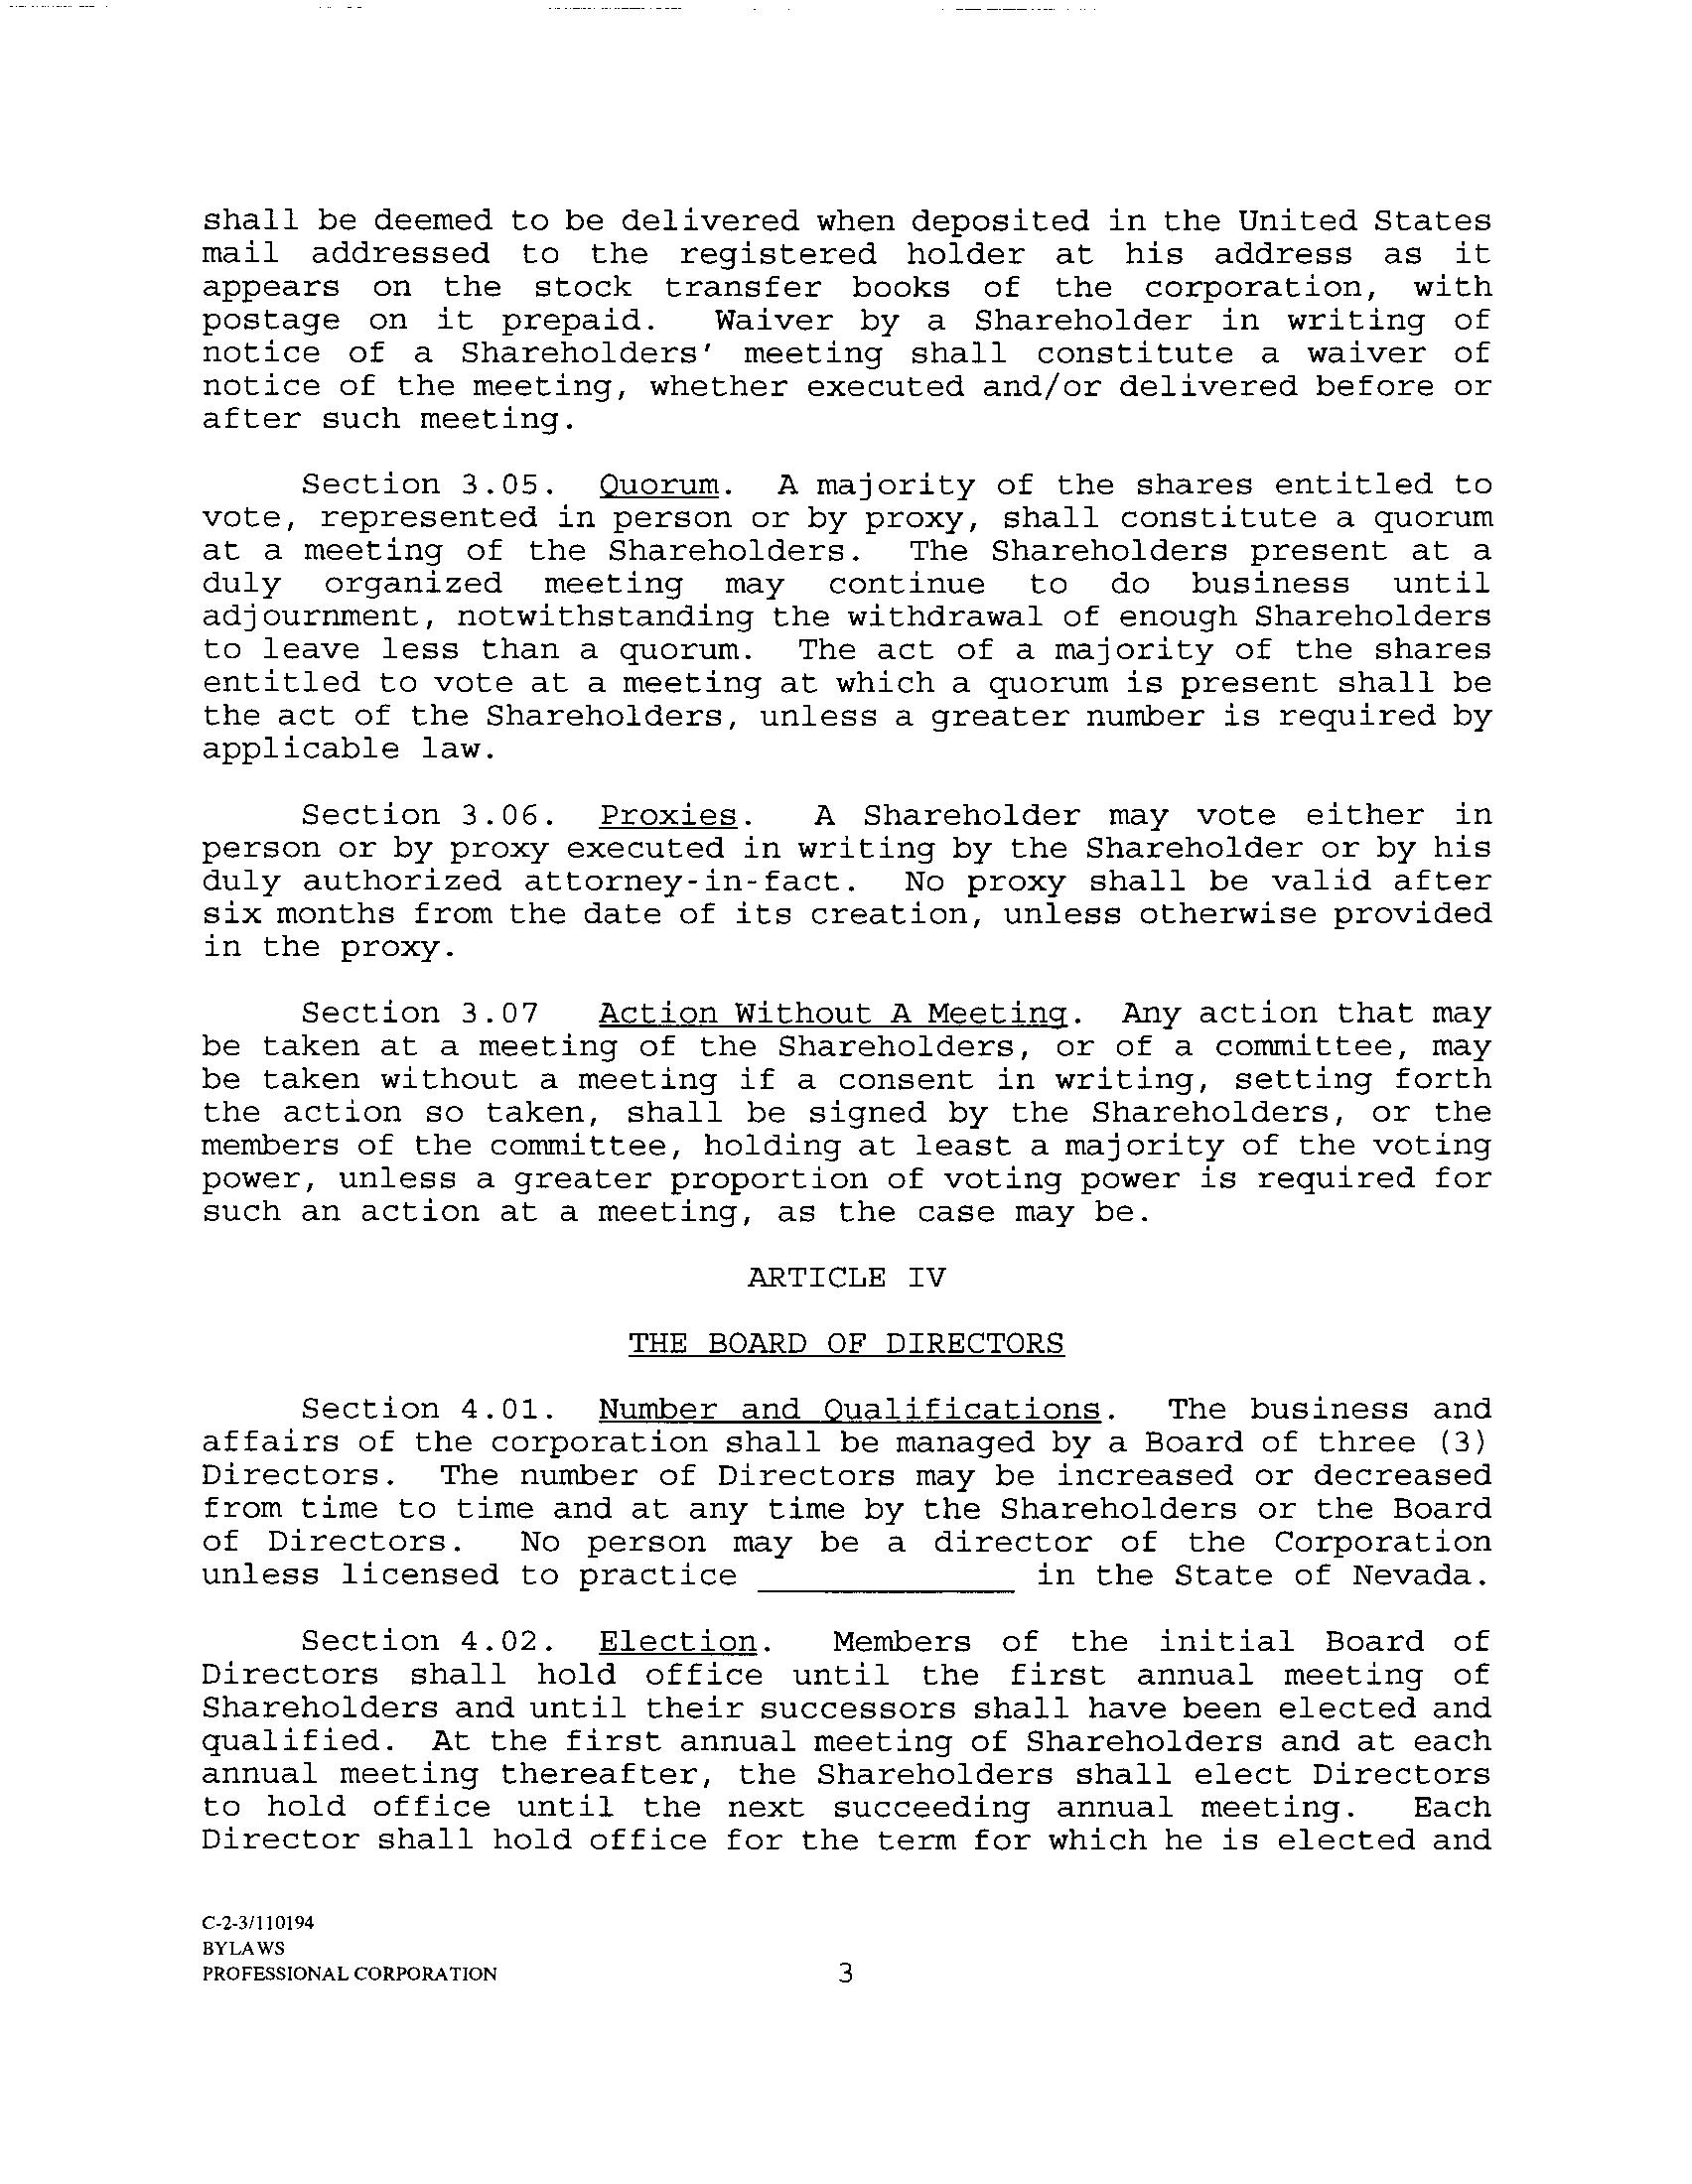 shall be deemed to be delivered when deposited in the United States
mail addressed to the registered holder at his address as it
appears on the stock transfer books of the corporation, with
postage on it prepaid. Waiver by a Shareholder in writing of
notice of a Shareholders' meeting shall constitute a waiver of
notice of the meeting, whether executed and/or delivered before or
after such meeting.
Section 3.05. Quorum. A majority of the shares entitled to
vote, represented in person or by proxy, shall constitute a quorum
at a meeting of the Shareholders. The Shareholders present at a
duly organized meeting may continue to do business until
adjournment, notwithstanding the withdrawal of enough Shareholders
to leave less than a quorum. The act of a majority of the shares
entitled to vote at a meeting at which a quorum is present shall be
the act of the Shareholders, unless a greater number is required by
applicable law.
Section 3.06. Proxies. A Shareholder may vote either in
person or by proxy executed in writing by the Shareholder or by his
duly authorized attorney-in-fact. No proxy shall be valid after
six months from the date of its creation, unless otherwise provided
in the proxy.
Section 3.07 Action Without A Meeting. Any action that may
be taken at a meeting of the Shareholders, or of a committee, may
be taken without a meeting if a consent in writing, setting forth
the action so taken, shall be signed by the Shareholders, or the
members of the committee, holding at least a majority of the voting
power, unless a greater proportion of voting power is required for
such an action at a meeting, as the case may be.
ARTICLE IV
THE BOARD OF DIRECTORS
Section 4.01. Number and Qualifications. The business and
affairs of the corporation shall be managed by a Board of three (3)
Directors. The number of Directors may be increased or decreased
from time to time and at any time by the Shareholders or the Board
of Directors. No person may be a director of the Corporation
unless licensed to practice _____________ in the State of Nevada.
Section 4.02. Election. Members of the initial Board of
Directors shall hold office until the first annual meeting of
Shareholders and until their successors shall have been elected and
qualified. At the first annual meeting of Shareholders and at each
annual meeting thereafter, the Shareholders shall elect Directors
to hold office until the next succeeding annual meeting. Each
Director shall hold office for the term for which he is elected and
C-2-3/110194
BYLAWS
PROFESSIONAL CORPORATION 3